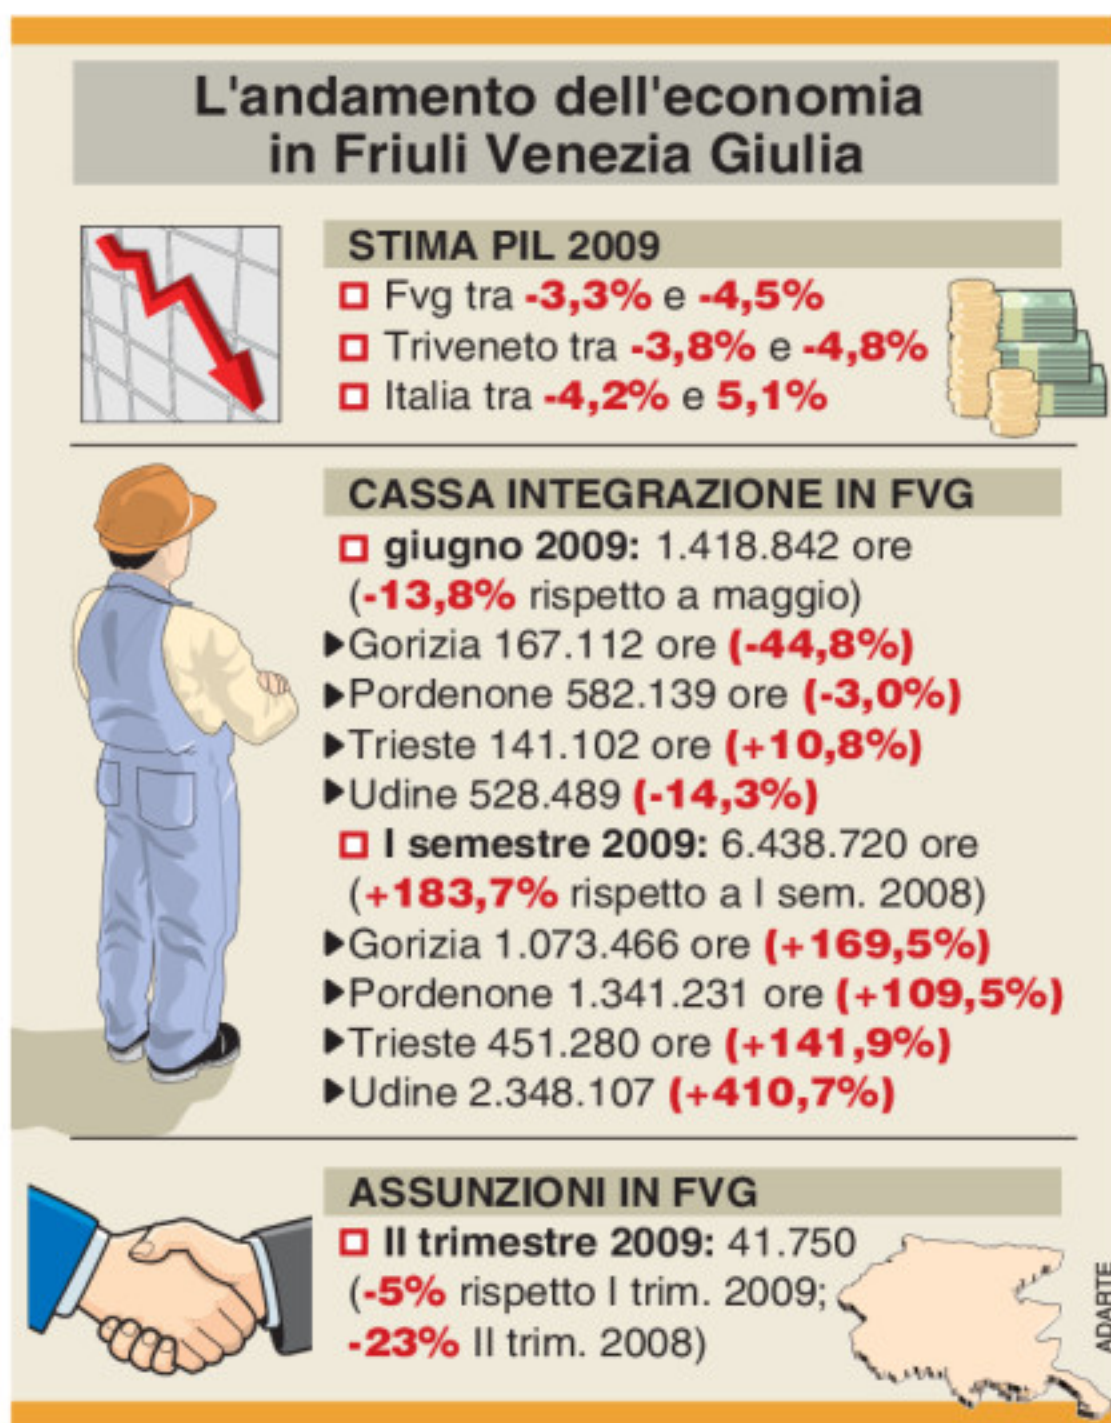 L'andamento dell'economia
in Friuli Venezia Giulia
STIMA PIL 2009
Fvg tra -3,3% e -4,5%
Triveneto tra -3,8% e -4,8%
Italia tra -4,2% e 5,1%
CASSA INTEGRAZIONE IN FVG
giugno 2009: 1.418.842 ore
(-13,8% rispetto a maggio)
Gorizia 167.112 ore (-44,8%)
Pordenone 582.139 ore (-3,0%)
Trieste 141.102 ore (+10,8%)
Udine 528.489 (-14,3%)
I semestre 2009: 6.438.720 ore
(+183,7% rispetto a I sem. 2008)
Gorizia 1.073.466 ore (+169,5%)
Pordenone 1.341.231 ore (+109,5%)
Trieste 451.280 ore (+141,9%)
Udine 2.348.107 (+410,7%)
ASSUNZIONI IN FVG
II trimestre 2009: 41.750
(-5% rispetto I trim. 2009;
-23% II trim. 2008)
ADARTE